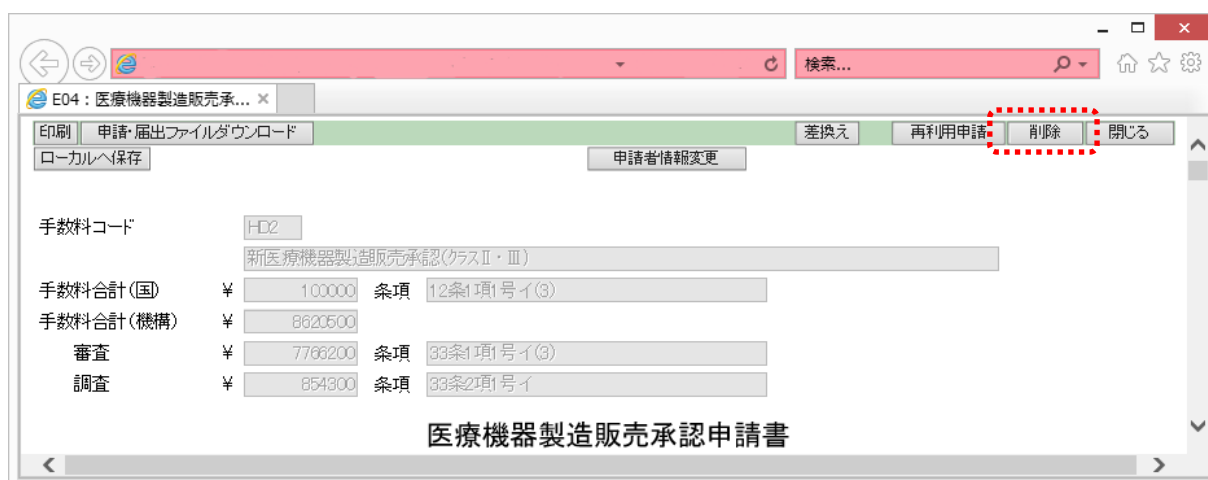 検索...
E04：医療機器製造販売承... ×
印刷 申請・届出ファイルダウンロード 差換え 再利用申請 削除 閉じる
ローカルへ保存 申請者情報変更
手数料コード HD2
新医療機器製造販売承認(クラスⅡ・Ⅲ)
手数料合計(国) ¥ 100000 条項 12条1項1号イ(3)
手数料合計(機構) ¥ 8620500
審査 ¥ 7766200 条項 33条1項1号イ(3)
調査 ¥ 854300 条項 33条2項1号イ
医療機器製造販売承認申請書